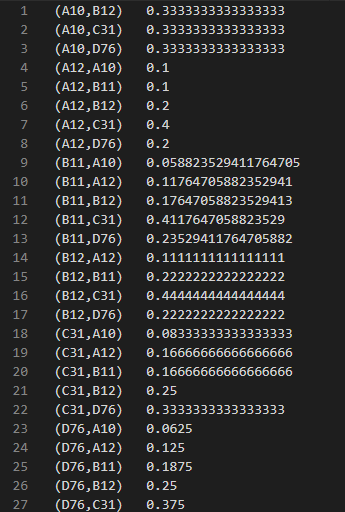 1 (A10,B12) 0.3333333333333333
2 (A10,C31) 0.3333333333333333
3 (A10,D76) 0.3333333333333333
4 (A12,A10) 0.1
5 (A12,B11) 0.1
6 (A12,B12) 0.2
7 (A12,C31) 0.4
8 (A12,D76) 0.2
9 (B11,A10) 0.058823529411764705
10 (B11,A12) 0.11764705882352941
11 (B11,B12) 0.17647058823529413
12 (B11,C31) 0.4117647058823529
13 (B11,D76) 0.23529411764705882
14 (B12,A12) 0.1111111111111111
15 (B12,B11) 0.2222222222222222
16 (B12,C31) 0.4444444444444444
17 (B12,D76) 0.2222222222222222
18 (C31,A10) 0.08333333333333333
19 (C31,A12) 0.16666666666666666
20 (C31,B11) 0.16666666666666666
21 (C31,B12) 0.25
22 (C31,D76) 0.3333333333333333
23 (D76,A10) 0.0625
24 (D76,A12) 0.125
25 (D76,B11) 0.1875
26 (D76,B12) 0.25
27 (D76,C31) 0.375